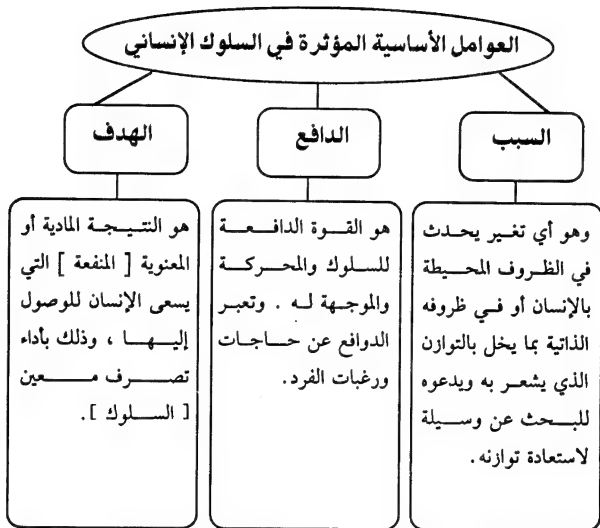 العوامل الأساسية المؤثرة في السلوك الإنساني
السبب
وهو أي تغير يحدث
في الظروف المحيطة
بالإنسان أو في ظروفه
الذاتية بما يخل بالتوازن
الذي يشعر به ويدعوه
للبحث عن وسيلة
لاستعادة توازنه.
الدافع
هو القوة الدافعة
للسلوك والمحركة
والموجهة له . وتعبر
الدوافع عن حاجات
ورغبات الفرد.
الهدف
هو النتيجة المادية أو
المعنوية [ المنفعة ] التي
يسعى الإنسان للوصول
إليها ، وذلك بأداء
تصرف معين
[ السلوك ].